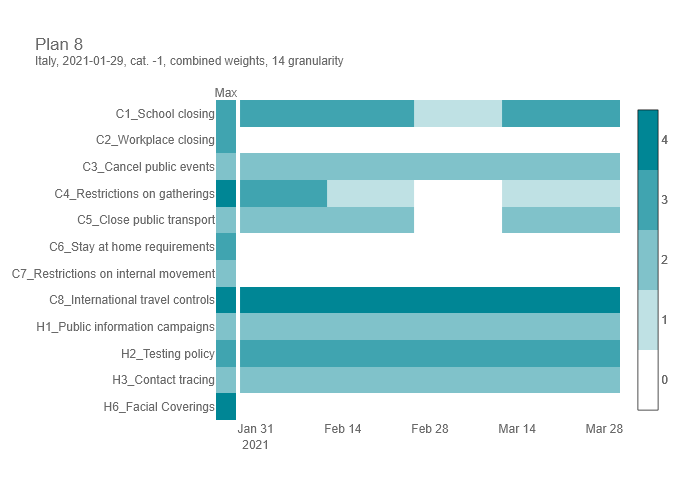 Plan 8
Italy, 2021-01-29, cat. -1, combined weights, 14 granularity
Max
C1_School closing
C2_Workplace closing
C3_Cancel public events
C4_Restrictions on gatherings
C5_Close public transport
C6_Stay at home requirements
C7_Restrictions on internal movement
C8_International travel controls
H1_Public information campaigns
H2_Testing policy
H3_Contact tracing
H6_Facial Coverings
4
3
2
1
0
Jan 31 Feb 14 Feb 28 Mar 14 Mar 28
2021